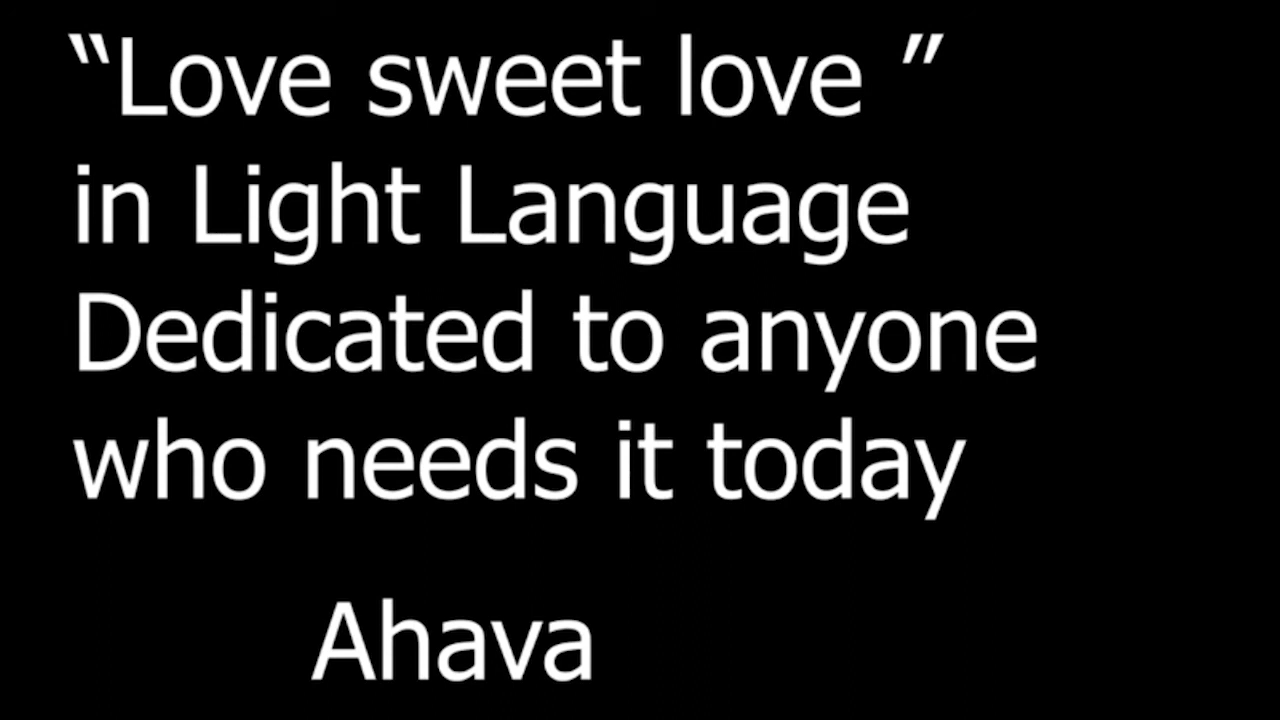 “Love sweet love ”
in Light Language
Dedicated to anyone
who needs it today
Ahava